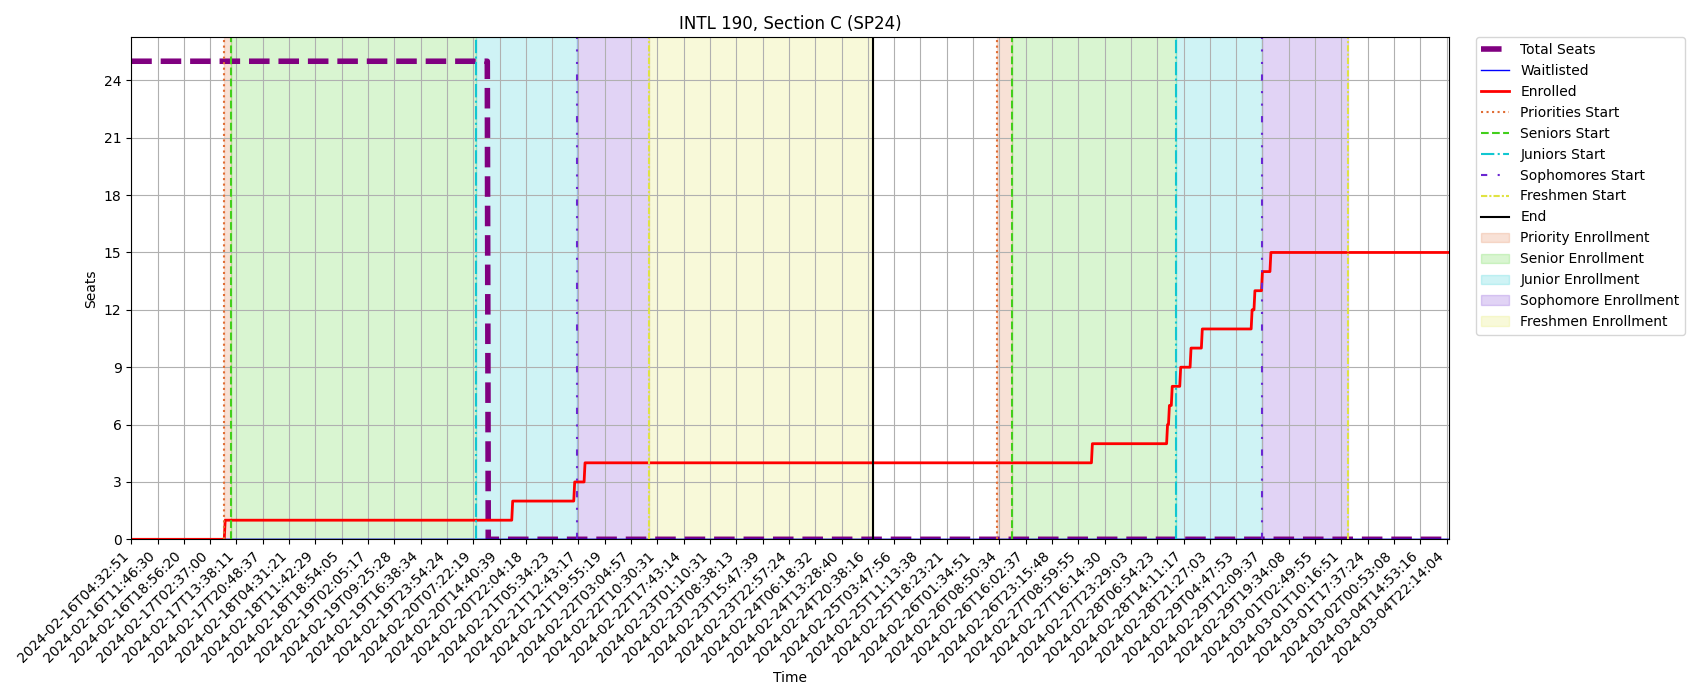 INTL 190, Section C (SP24)
Seats
24
21
18
15
12
9
6
3
0
2024-02-16T04:32:51
2024-02-16T11:46:30
2024-02-16T18:56:20
2024-02-17T02:37:00
2024-02-17T13:38:11
2024-02-17T20:48:37
2024-02-18T04:31:21
2024-02-18T11:42:29
2024-02-18T18:54:05
2024-02-19T02:05:17
2024-02-19T09:25:28
2024-02-19T16:38:34
2024-02-19T23:54:24
2024-02-20T07:22:19
2024-02-20T14:40:39
2024-02-20T22:04:18
2024-02-21T05:34:23
2024-02-21T12:43:17
2024-02-21T19:55:19
2024-02-22T03:04:57
2024-02-22T10:30:31
2024-02-22T17:43:14
2024-02-23T01:10:31
2024-02-23T08:38:13
2024-02-23T15:47:39
2024-02-23T22:57:24
2024-02-24T06:18:32
2024-02-24T13:28:40
2024-02-24T20:38:16
2024-02-25T03:47:56
2024-02-25T11:13:38
2024-02-25T18:23:21
2024-02-26T01:34:51
2024-02-26T08:50:34
2024-02-26T16:02:37
2024-02-26T23:15:48
2024-02-27T08:59:55
2024-02-27T16:14:30
2024-02-27T23:29:03
2024-02-28T06:54:23
2024-02-28T14:11:17
2024-02-28T21:27:03
2024-02-29T04:47:53
2024-02-29T12:09:37
2024-02-29T19:34:08
2024-03-01T02:49:55
2024-03-01T10:16:51
2024-03-01T17:37:24
2024-03-02T00:53:08
2024-03-04T14:53:16
2024-03-04T22:14:04
Time
Total Seats
Waitlisted
Enrolled
Priorities Start
Seniors Start
Juniors Start
Sophomores Start
Freshmen Start
End
Priority Enrollment
Senior Enrollment
Junior Enrollment
Sophomore Enrollment
Freshmen Enrollment